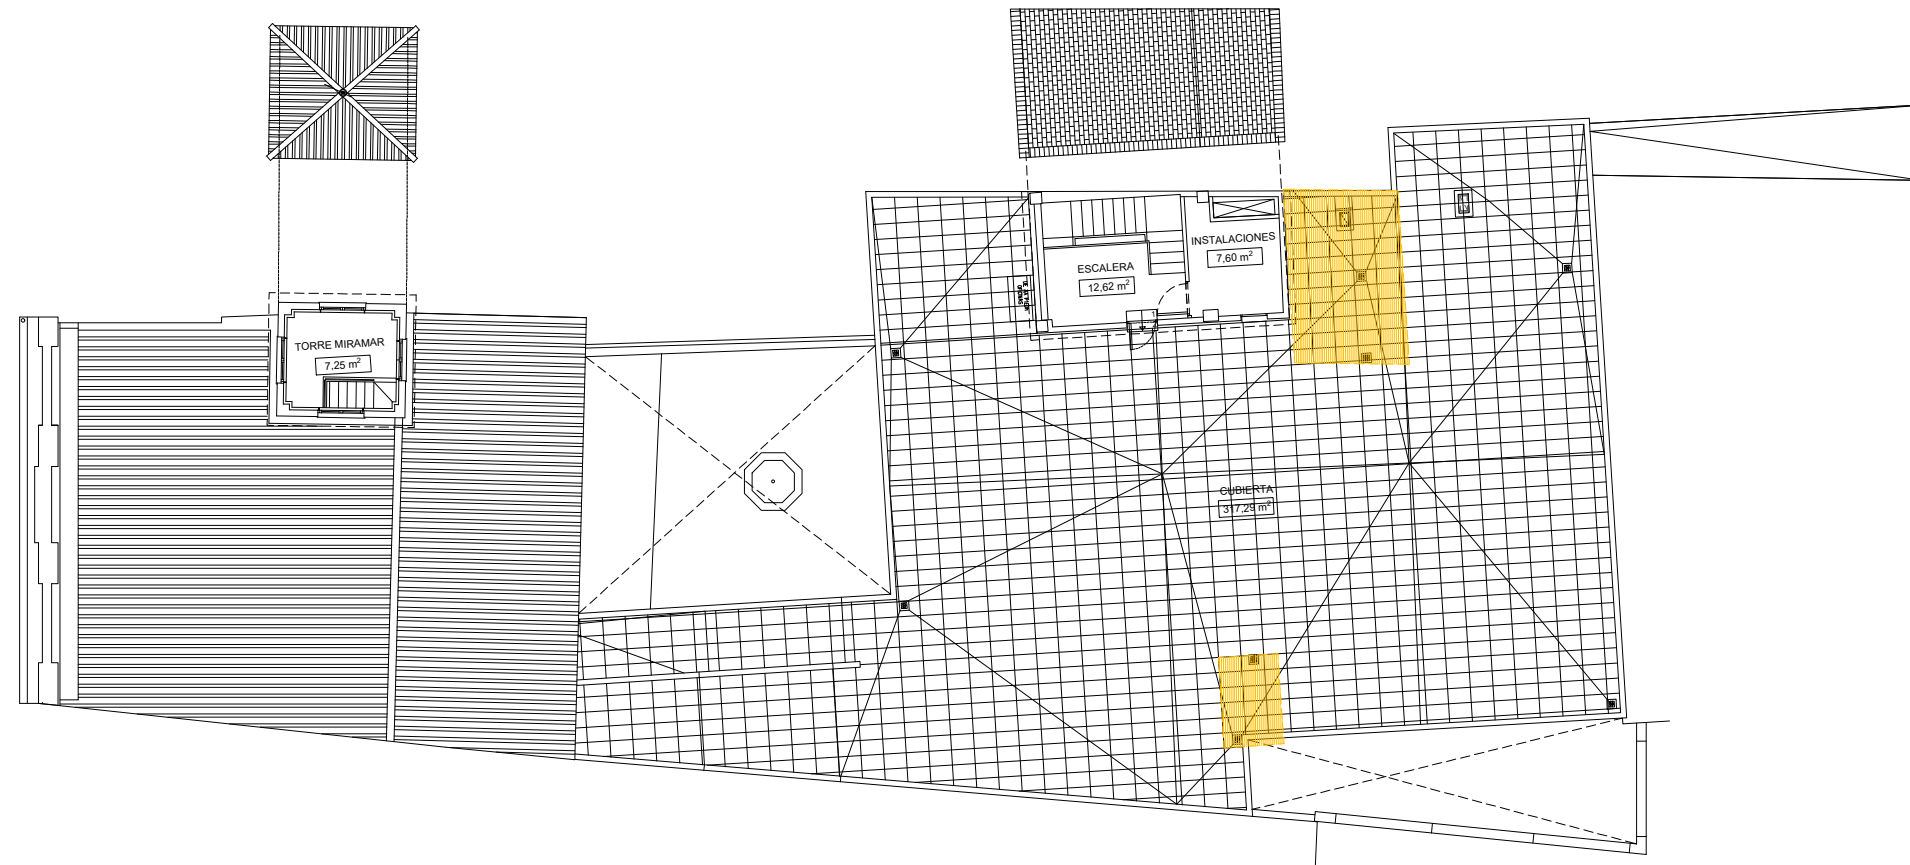 INSTALACIONES
7,60 m²
ESCALERA
12,62 m²
TORRE MIRAMAR
7,25 m²
CUBIERTA
317,29 m²